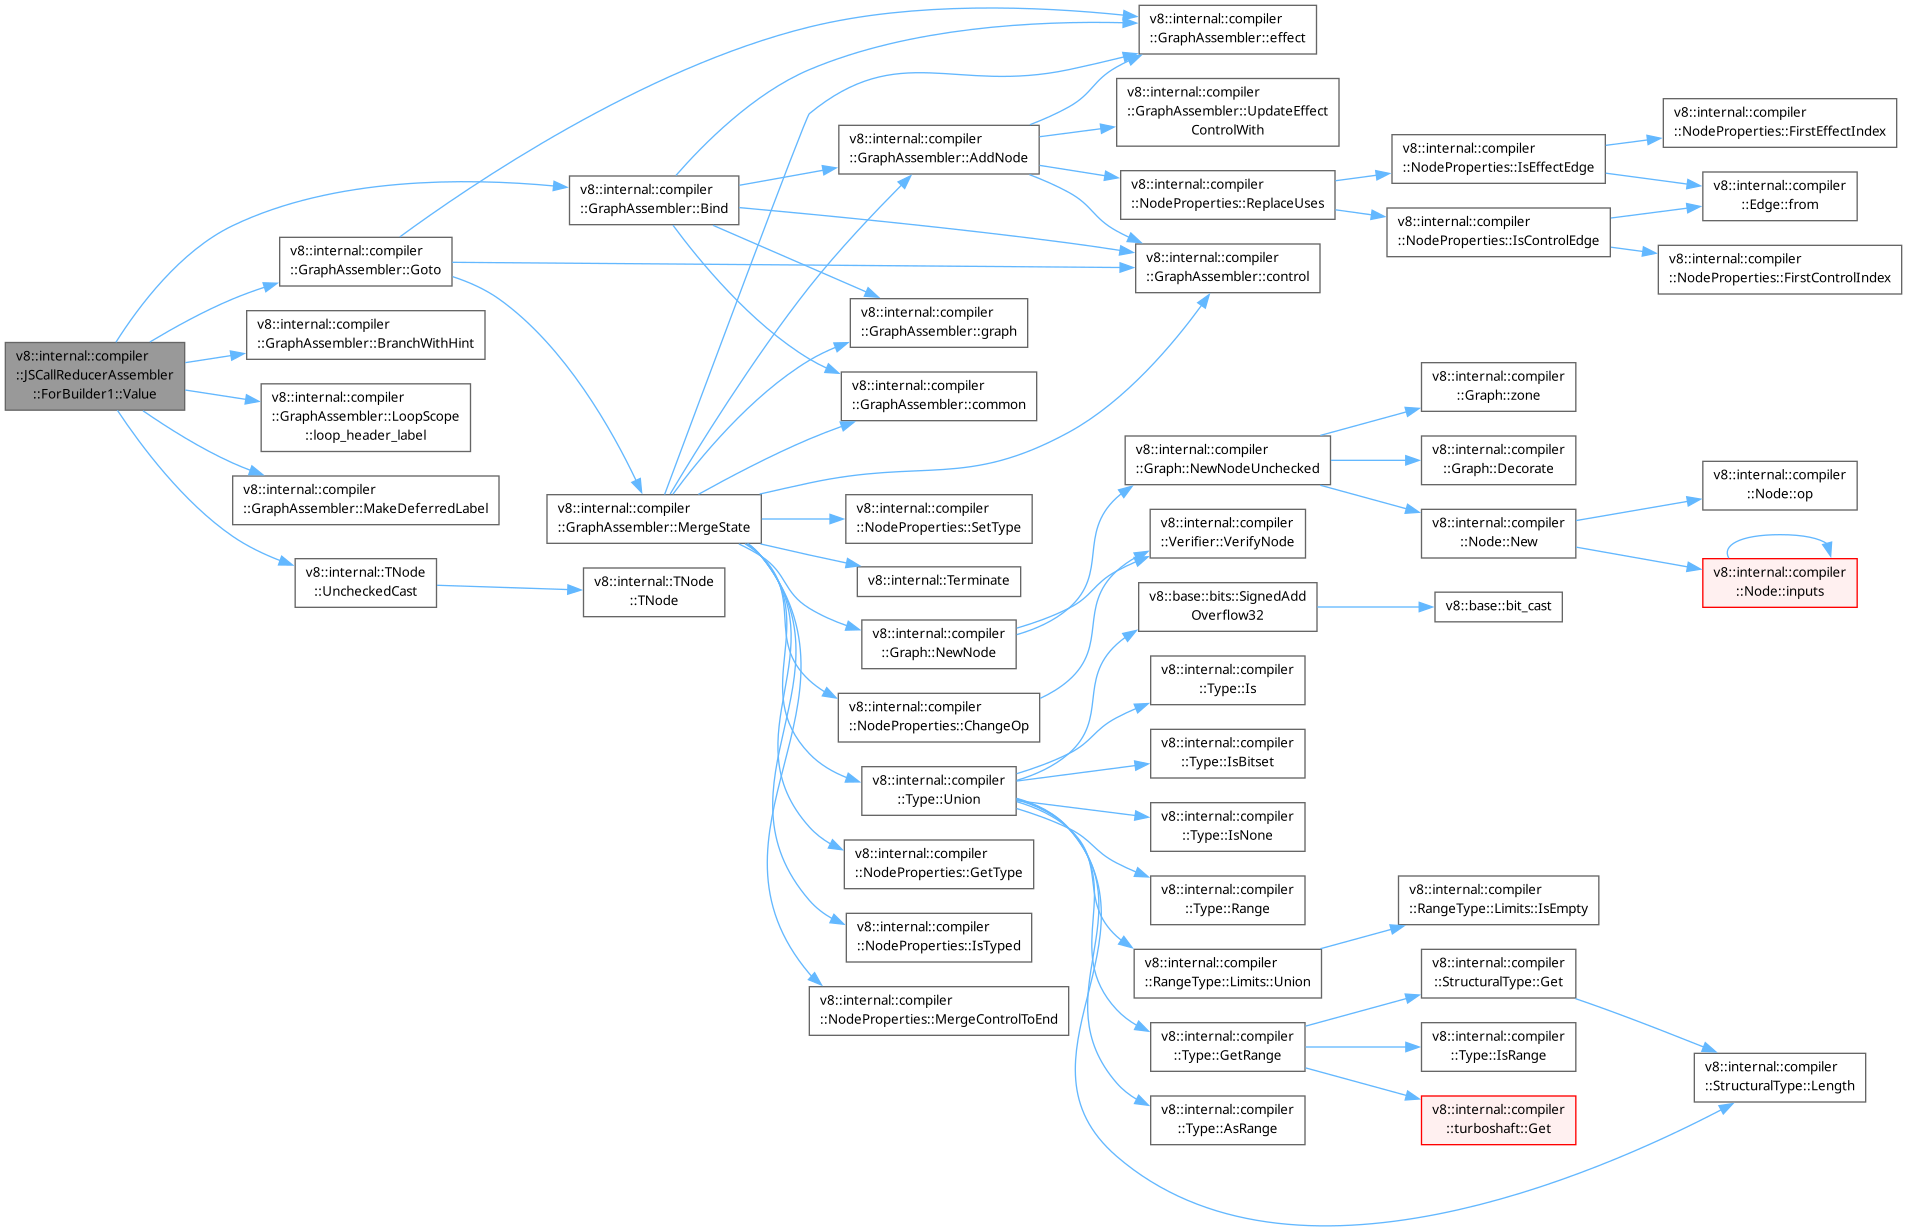 v8::internal::compiler
::JSCallReducerAssembler
::ForBuilder1::Value
v8::internal::compiler
::GraphAssembler::Goto
v8::internal::compiler
::GraphAssembler::BranchWithHint
v8::internal::compiler
::GraphAssembler::LoopScope
::loop_header_label
v8::internal::compiler
::GraphAssembler::MakeDeferredLabel
v8::internal::TNode
::UncheckedCast
v8::internal::compiler
::GraphAssembler::Bind
v8::internal::compiler
::GraphAssembler::MergeState
v8::internal::TNode
::TNode
v8::internal::compiler
::GraphAssembler::AddNode
v8::internal::compiler
::GraphAssembler::graph
v8::internal::compiler
::GraphAssembler::common
v8::internal::compiler
::NodeProperties::SetType
v8::internal::Terminate
v8::internal::compiler
::Graph::NewNode
v8::internal::compiler
::NodeProperties::ChangeOp
v8::internal::compiler
::Type::Union
v8::internal::compiler
::NodeProperties::GetType
v8::internal::compiler
::NodeProperties::IsTyped
v8::internal::compiler
::NodeProperties::MergeControlToEnd
v8::internal::compiler
::GraphAssembler::effect
v8::internal::compiler
::GraphAssembler::UpdateEffect
ControlWith
v8::internal::compiler
::NodeProperties::ReplaceUses
v8::internal::compiler
::GraphAssembler::control
v8::internal::compiler
::Graph::NewNodeUnchecked
v8::internal::compiler
::Verifier::VerifyNode
v8::base::bits::SignedAdd
Overflow32
v8::internal::compiler
::Type::Is
v8::internal::compiler
::Type::IsBitset
v8::internal::compiler
::Type::IsNone
v8::internal::compiler
::Type::Range
v8::internal::compiler
::RangeType::Limits::Union
v8::internal::compiler
::Type::GetRange
v8::internal::compiler
::Type::AsRange
v8::internal::compiler
::NodeProperties::IsEffectEdge
v8::internal::compiler
::NodeProperties::IsControlEdge
v8::internal::compiler
::Graph::zone
v8::internal::compiler
::Graph::Decorate
v8::internal::compiler
::Node::New
v8::base::bit_cast
v8::internal::compiler
::RangeType::Limits::IsEmpty
v8::internal::compiler
::StructuralType::Get
v8::internal::compiler
::Type::IsRange
v8::internal::compiler
::turboshaft::Get
v8::internal::compiler
::NodeProperties::FirstEffectIndex
v8::internal::compiler
::Edge::from
v8::internal::compiler
::NodeProperties::FirstControlIndex
v8::internal::compiler
::Node::op
v8::internal::compiler
::Node::inputs
v8::internal::compiler
::StructuralType::Length